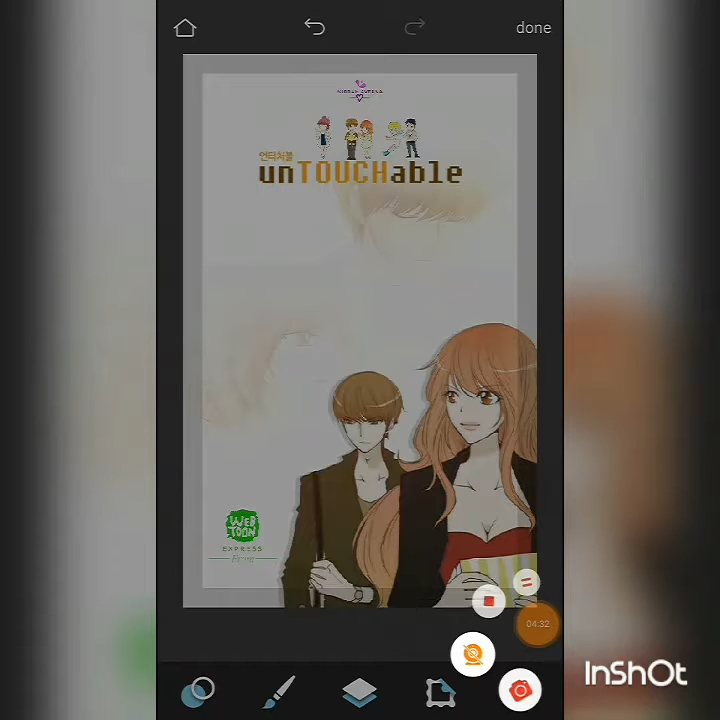 done
언터처블
unTOUCHable
WEB
TOON
EXPRESS
04:32
InShOt